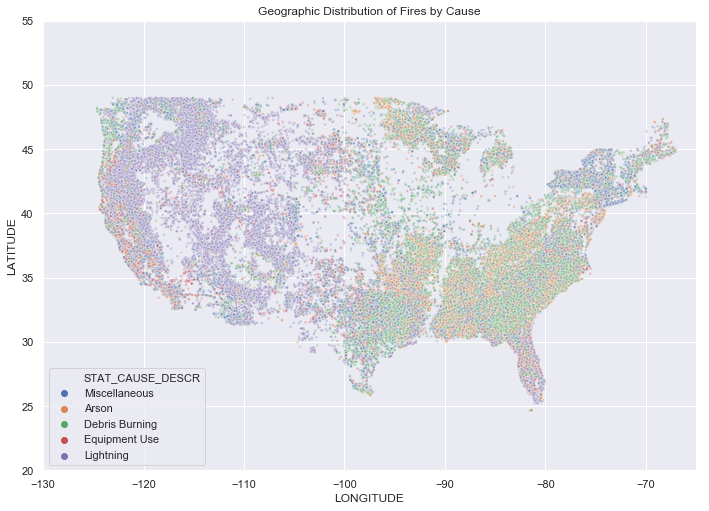 Geographic Distribution of Fires by Cause
55
50
45
40
35
30
25
20
LATITUDE
STAT_CAUSE_DESCR
Miscellaneous
Arson
Debris Burning
Equipment Use
Lightning
−130
−120
−110
−100
−90
−80
−70
LONGITUDE